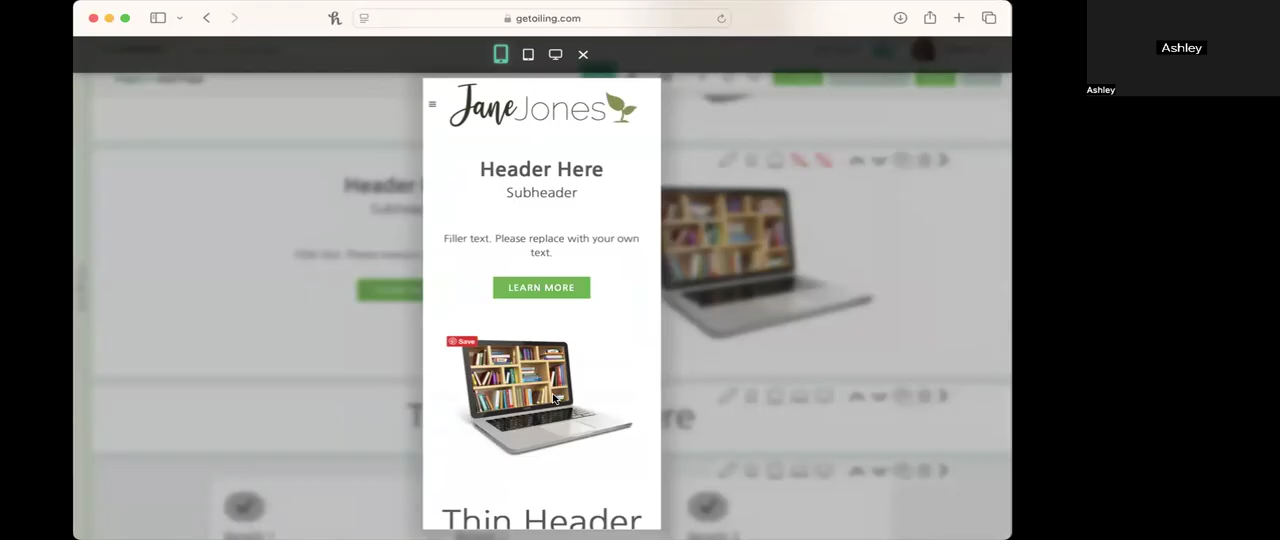 getoiling.com
Ashley
Ashley
JaneJones
Header Here
Subheader
Filler text. Please replace with your own
text.
LEARN MORE
Save
Thin Header